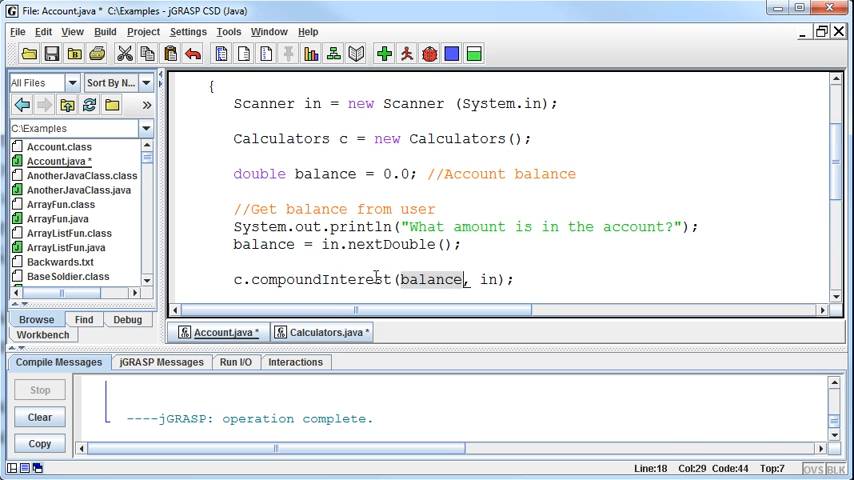 File: Account.java * C:\Examples - jGRASP CSD (Java)
File Edit View Build Project Settings Tools Window Help
All Files Sort By N...
C:\Examples
Account.class
Account.java *
AnotherJavaClass.class
AnotherJavaClass.java
ArrayFun.class
ArrayFun.java
ArrayListFun.class
ArrayListFun.java
Backwards.txt
BaseSoldier.class
Browse Find Debug
Workbench
{
Scanner in = new Scanner (System.in);
Calculators c = new Calculators();
double balance = 0.0; //Account balance
//Get balance from user
System.out.println("What amount is in the account?");
balance = in.nextDouble();
c.compoundInterest(balance, in);
Account.java * Calculators.java *
Compile Messages jGRASP Messages Run I/O Interactions
Stop
Clear
Copy
----jGRASP: operation complete.
Line:18 Col:29 Code:44 Top:7 OVS BLK